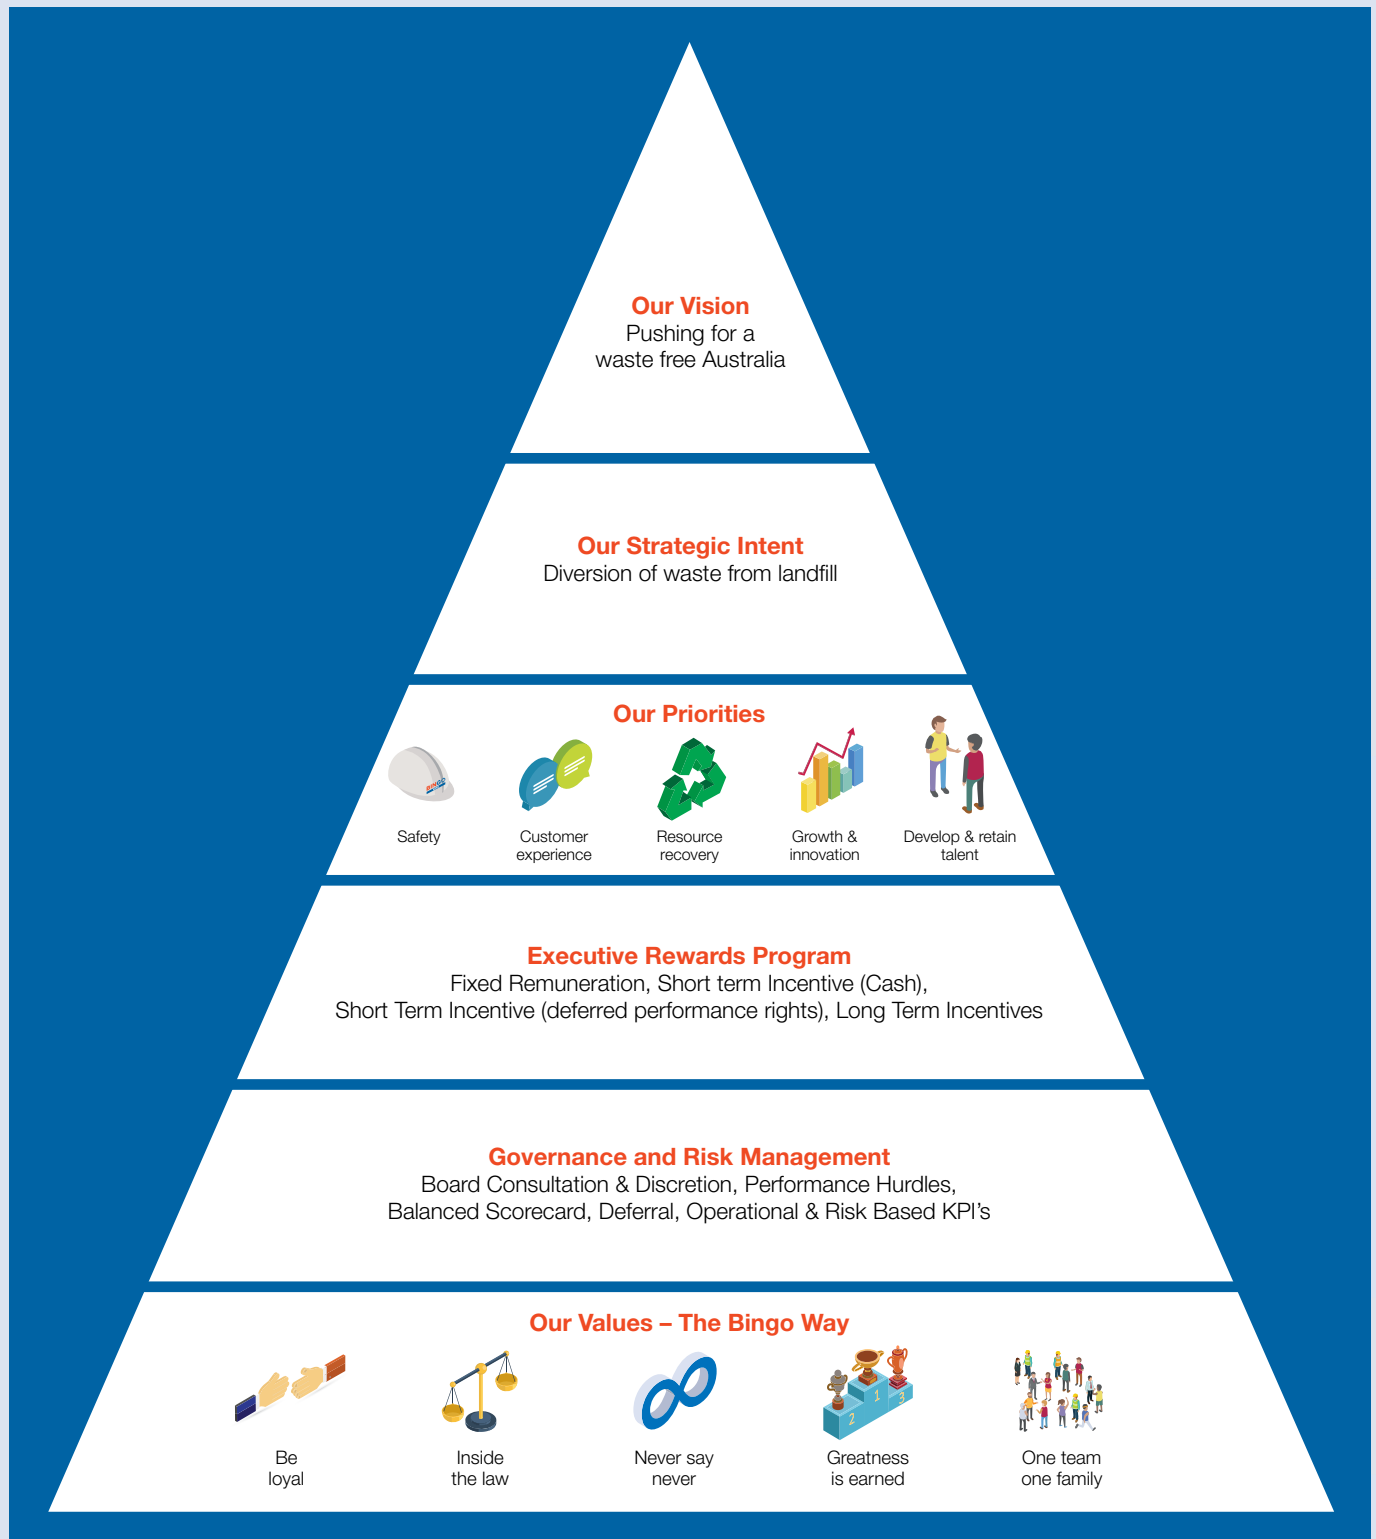 Our Vision
Pushing for a
waste free Australia
Our Strategic Intent
Diversion of waste from landfill
Our Priorities
BINGO
Safety
Customer
experience
Resource
recovery
Growth &
innovation
Develop & retain
talent
Executive Rewards Program
Fixed Remuneration, Short term Incentive (Cash),
Short Term Incentive (deferred performance rights), Long Term Incentives
Governance and Risk Management
Board Consultation & Discretion, Performance Hurdles,
Balanced Scorecard, Deferral, Operational & Risk Based KPI’s
Our Values – The Bingo Way
2 1 3
Be
loyal
Inside
the law
Never say
never
Greatness
is earned
One team
one family